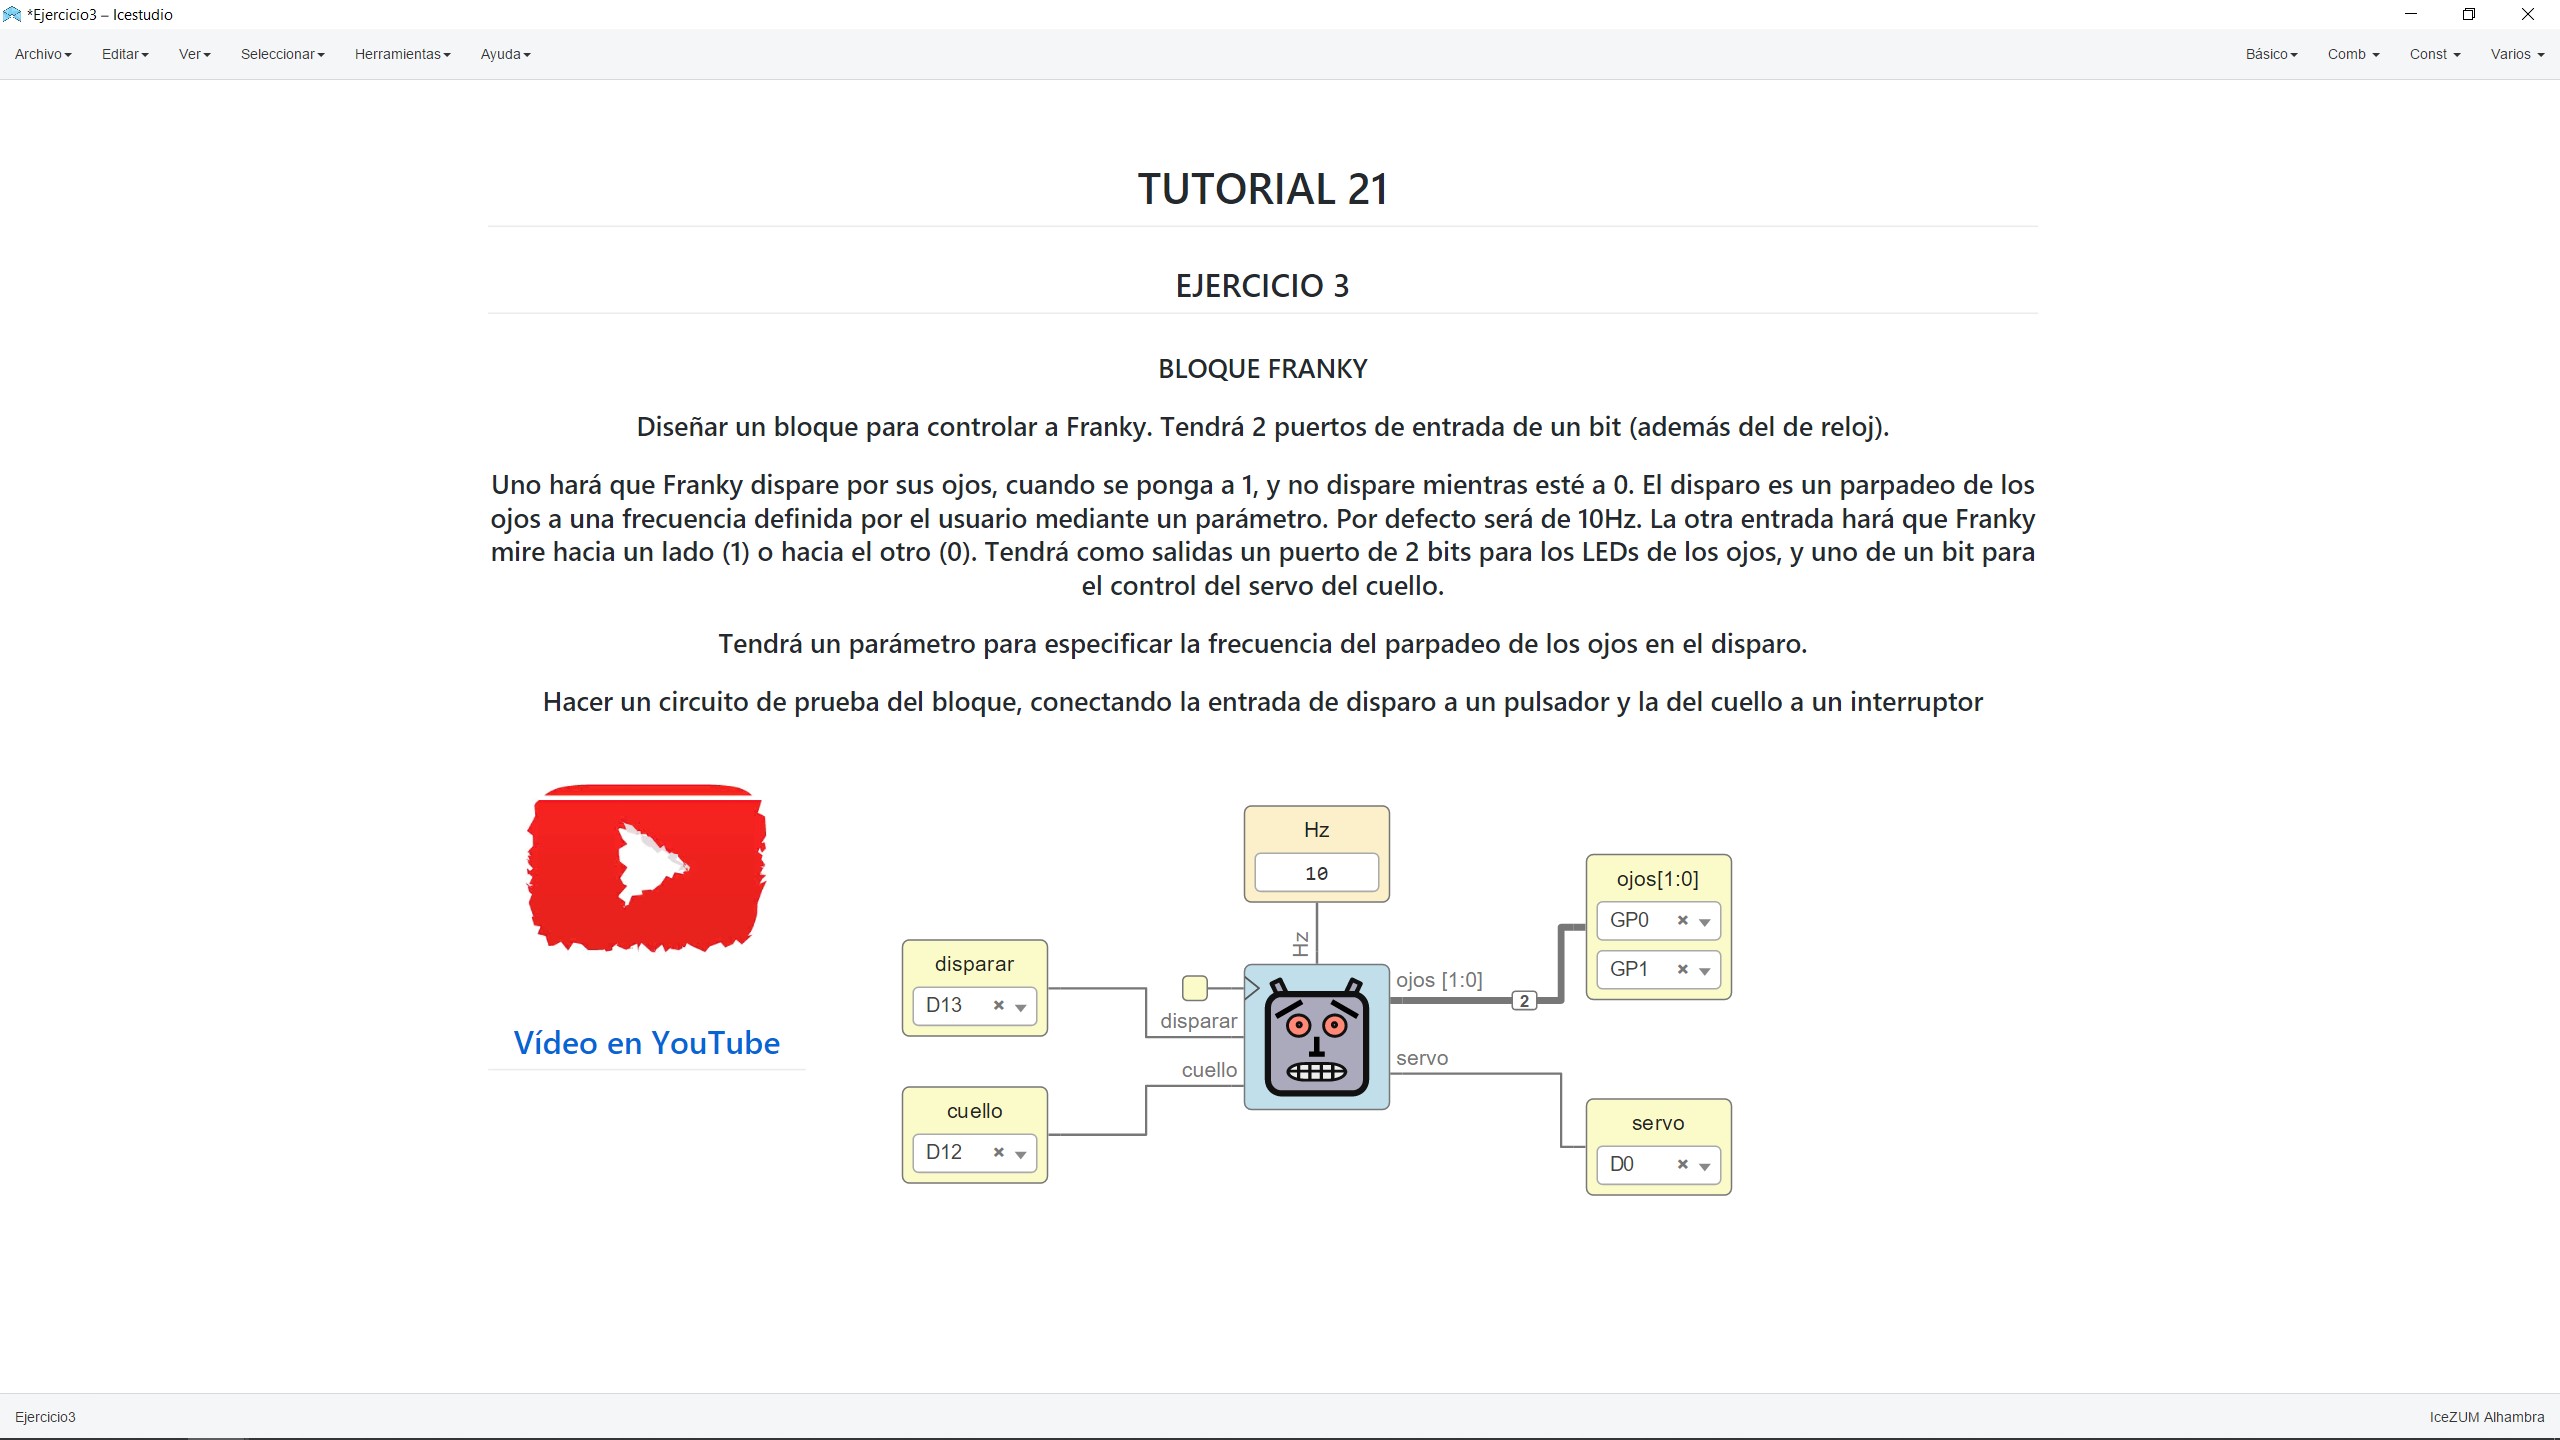 *Ejercicio3 – Icestudio
Archivo Editar Ver Seleccionar Herramientas Ayuda Básico Comb Const Varios
TUTORIAL 21
EJERCICIO 3
BLOQUE FRANKY
Diseñar un bloque para controlar a Franky. Tendrá 2 puertos de entrada de un bit (además del de reloj).
Uno hará que Franky dispare por sus ojos, cuando se ponga a 1, y no dispare mientras esté a 0. El disparo es un parpadeo de los
ojos a una frecuencia definida por el usuario mediante un parámetro. Por defecto será de 10Hz. La otra entrada hará que Franky
mire hacia un lado (1) o hacia el otro (0). Tendrá como salidas un puerto de 2 bits para los LEDs de los ojos, y uno de un bit para
el control del servo del cuello.
Tendrá un parámetro para especificar la frecuencia del parpadeo de los ojos en el disparo.
Hacer un circuito de prueba del bloque, conectando la entrada de disparo a un pulsador y la del cuello a un interruptor
Vídeo en YouTube
disparar
D13
cuello
D12
Hz
10
Hz
disparar
cuello
ojos [1:0]
2
servo
ojos[1:0]
GP0
GP1
servo
D0
Ejercicio3
IceZUM Alhambra